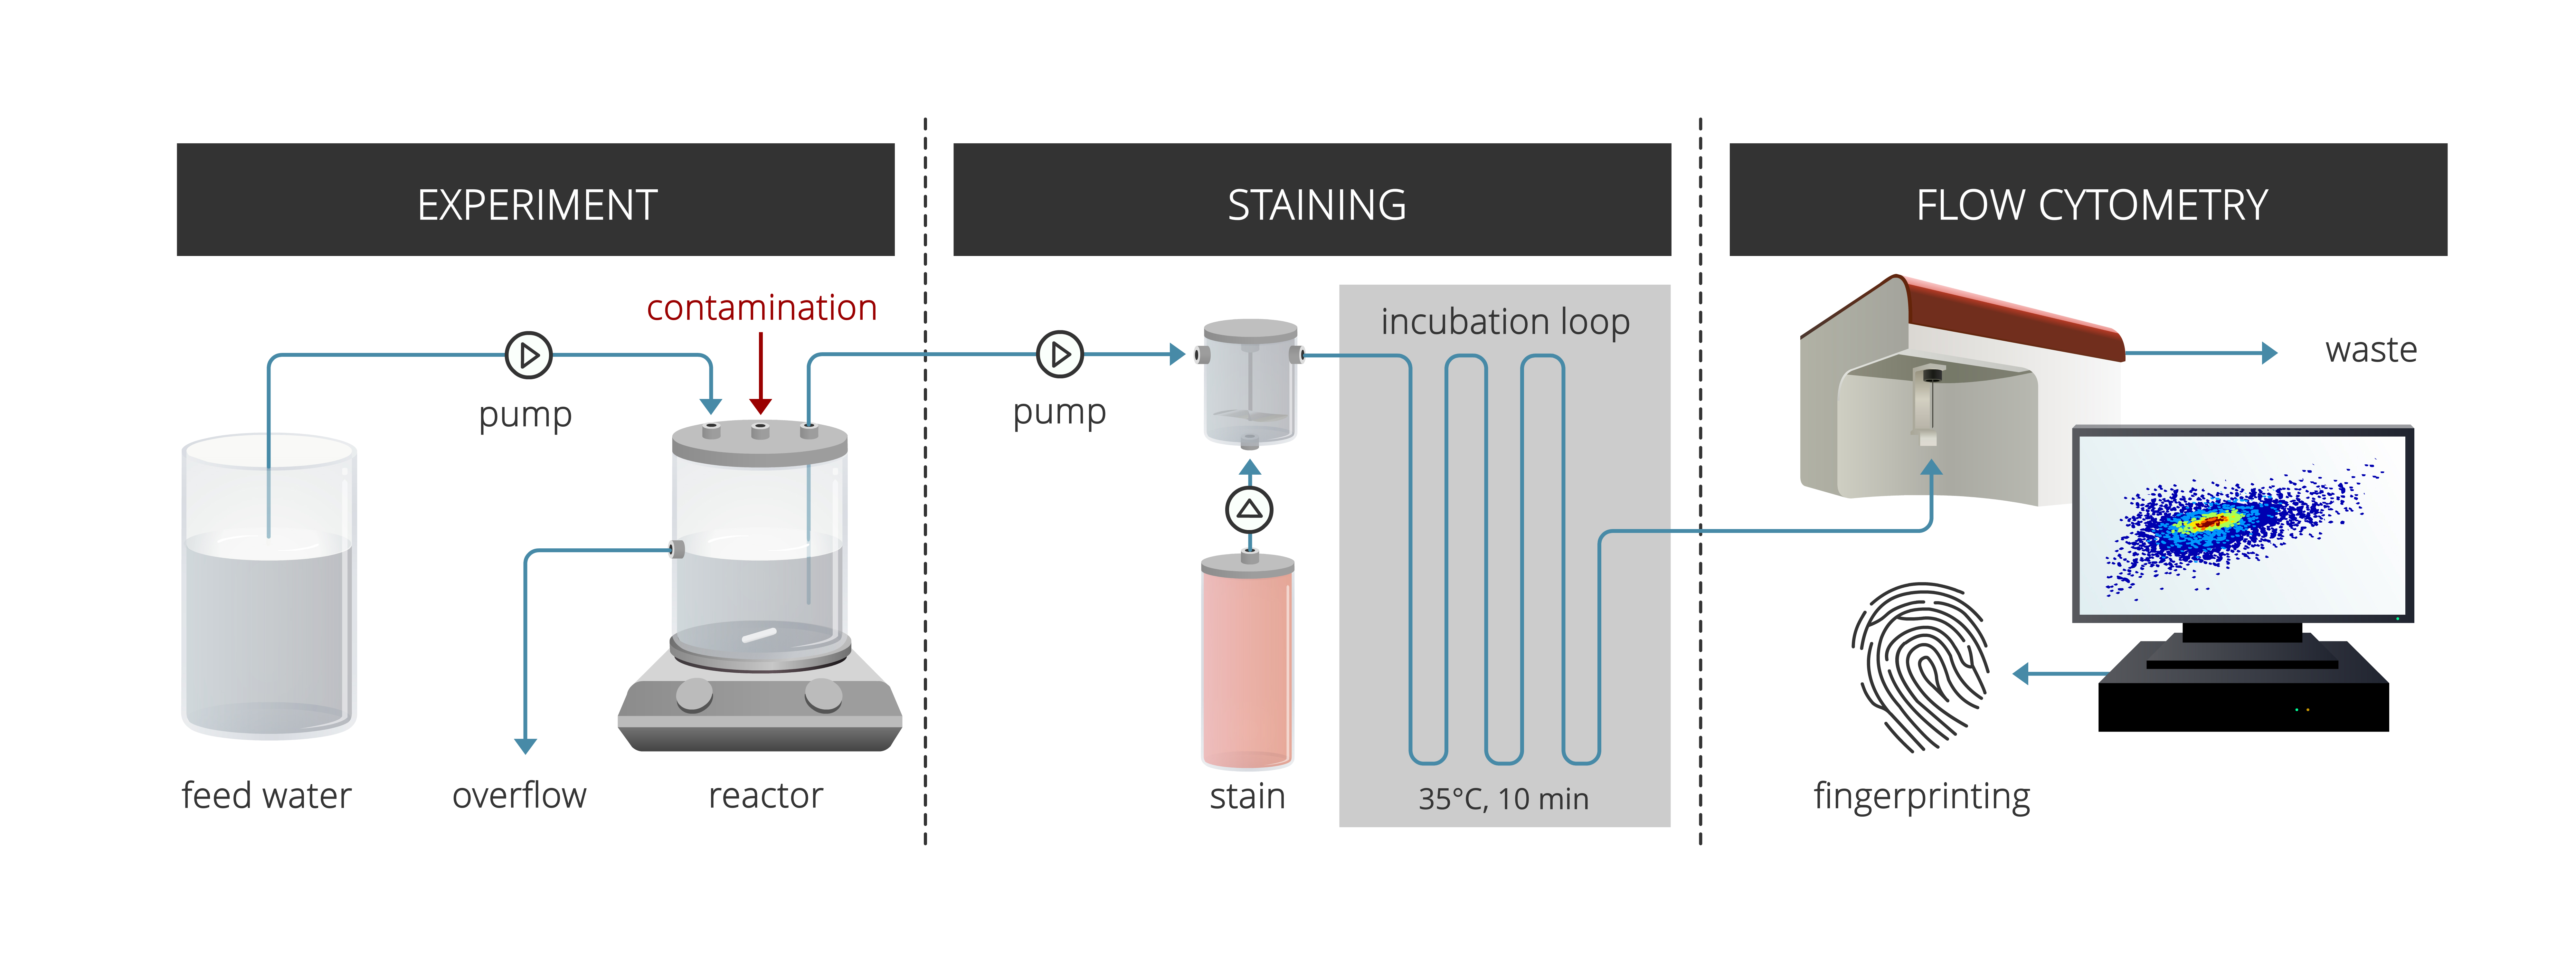 EXPERIMENT
STAINING
FLOW CYTOMETRY
contamination
pump
feed water
overflow
reactor
pump
stain
incubation loop
35°C, 10 min
waste
fingerprinting